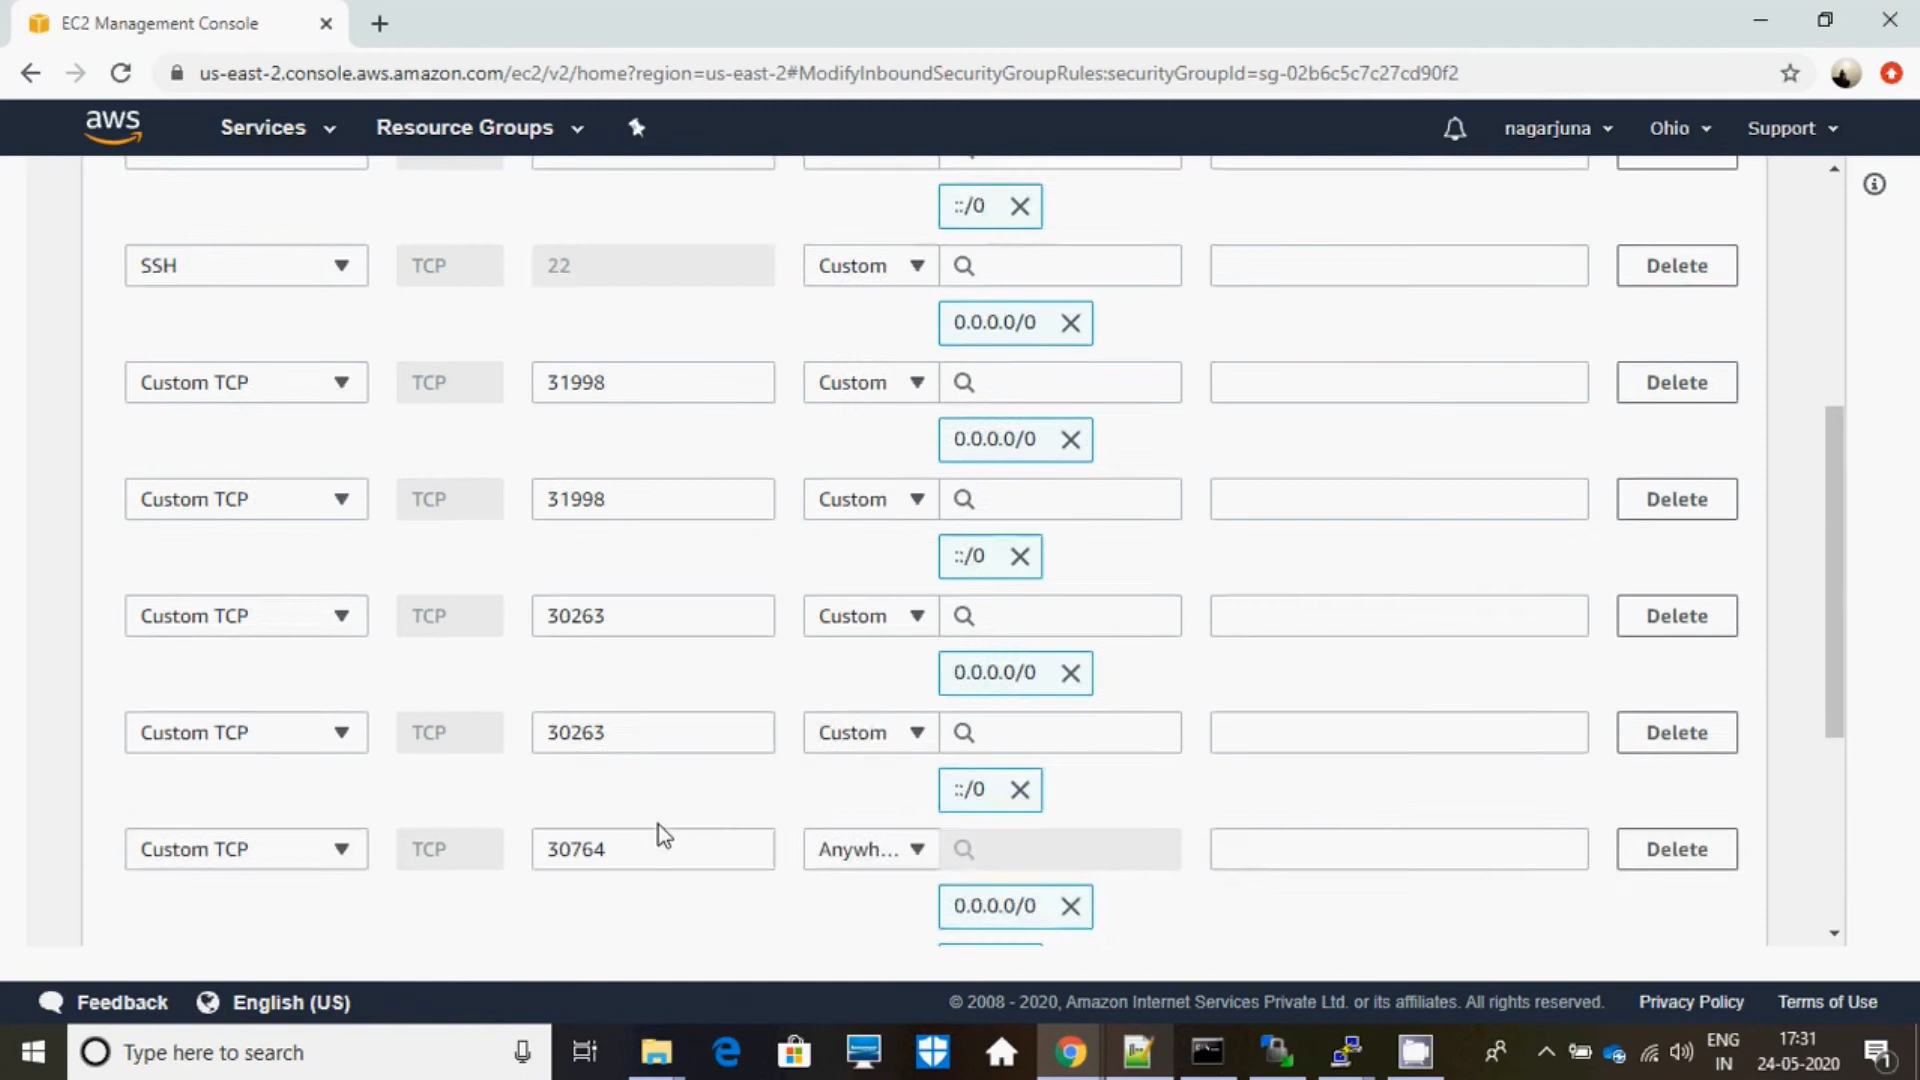 EC2 Management Console
us-east-2.console.aws.amazon.com/ec2/v2/home?region=us-east-2#ModifyInboundSecurityGroupRules:securityGroupId=sg-02b6c5c7c27cd90f2
aws Services Resource Groups nagarjuna Ohio Support
::/0
SSH TCP 22 Custom Delete
0.0.0.0/0
Custom TCP TCP 31998 Custom Delete
0.0.0.0/0
Custom TCP TCP 31998 Custom Delete
::/0
Custom TCP TCP 30263 Custom Delete
0.0.0.0/0
Custom TCP TCP 30263 Custom Delete
::/0
Custom TCP TCP 30764 Anywh... Delete
0.0.0.0/0
Feedback English (US) © 2008 - 2020, Amazon Internet Services Private Ltd. or its affiliates. All rights reserved. Privacy Policy Terms of Use
Type here to search
ENG 17:31
IN 24-05-2020 1